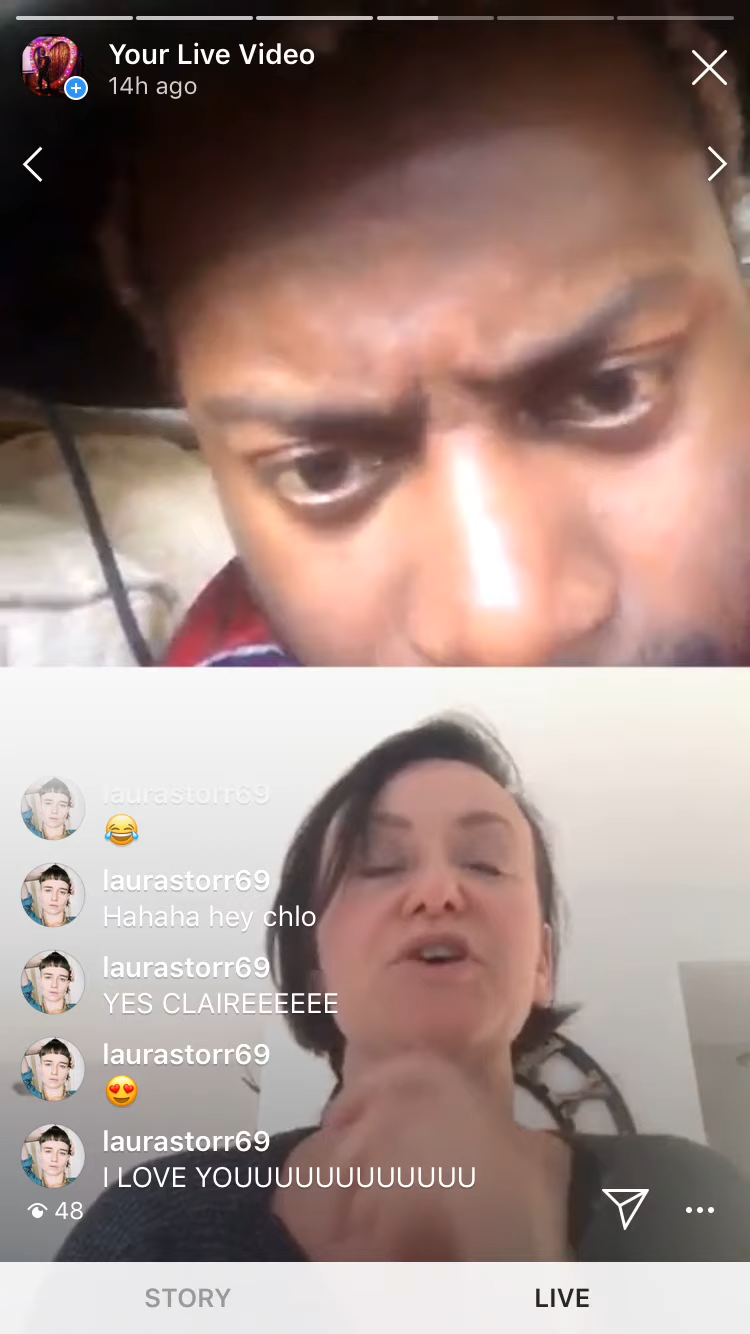 Your Live Video
14h ago
laurastorr69
😂
laurastorr69
Hahaha hey chlo
laurastorr69
YES CLAIREEEEEE
laurastorr69
😍
laurastorr69
I LOVE YOUUUUUUUUUUUU
48
STORY
LIVE